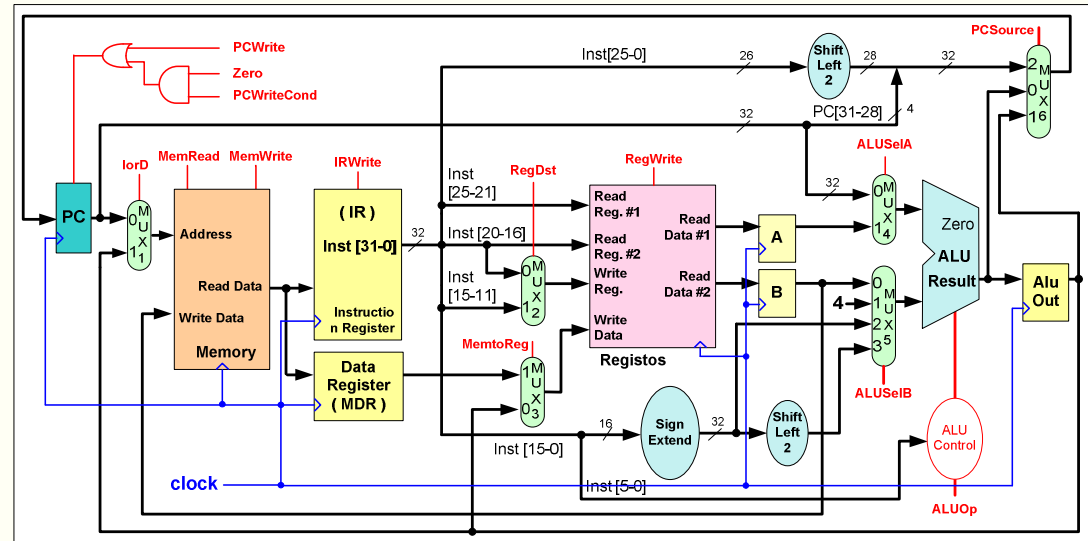 PCWrite
Zero
PCWriteCond
Inst[25-0]
26
Shift
Left
2
28
32
PCSource
2
0
1
M
U
X
6
32
PC[31-28]
4
IorD
MemRead
MemWrite
IRWrite
RegDst
RegWrite
ALUSelA
PC
0
1
M
U
X
1
Address
Read Data
Write Data
Memory
( IR )
Inst [31-0]
Instructio
n Register
32
Inst
[25-21]
Inst [20-16]
Inst
[15-11]
0
1
M
U
X
2
Read
Reg. #1
Read
Reg. #2
Write
Reg.
Write
Data
Read
Data #1
Read
Data #2
Registos
A
B
32
0
1
M
U
X
4
4
0
1
2
3
M
U
X
5
Zero
ALU
Result
Alu
Out
Data
Register
( MDR )
MemtoReg
1
0
M
U
X
3
ALUSelB
16
Inst [15-0]
Sign
Extend
32
Shift
Left
2
ALU
Control
clock
Inst [5-0]
ALUOp